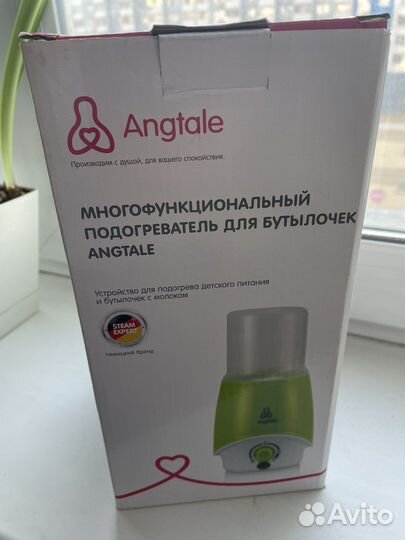 Angtale
Производим с душой, для вашего спокойствия.
МНОГОФУНКЦИОНАЛЬНЫЙ
ПОДОГРЕВАТЕЛЬ ДЛЯ БУТЫЛОЧЕК
ANGTALE
Устройство для подогрева детского питания
и бутылочек с молоком
STEAM
EXPERT
Немецкий бренд
Angtale
Avito